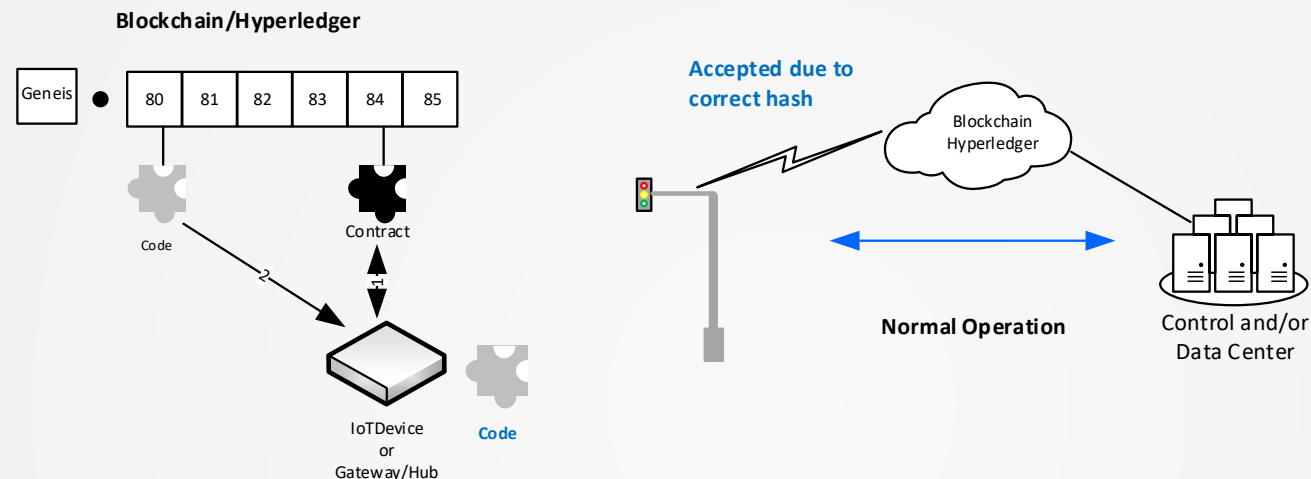 Blockchain/Hyperledger
Geneis
80 81 82 83 84 85
Code
Contract
2
1
IoTDevice
or
Gateway/Hub
Code
Accepted due to
correct hash
Blockchain
Hyperledger
Normal Operation
Control and/or
Data Center